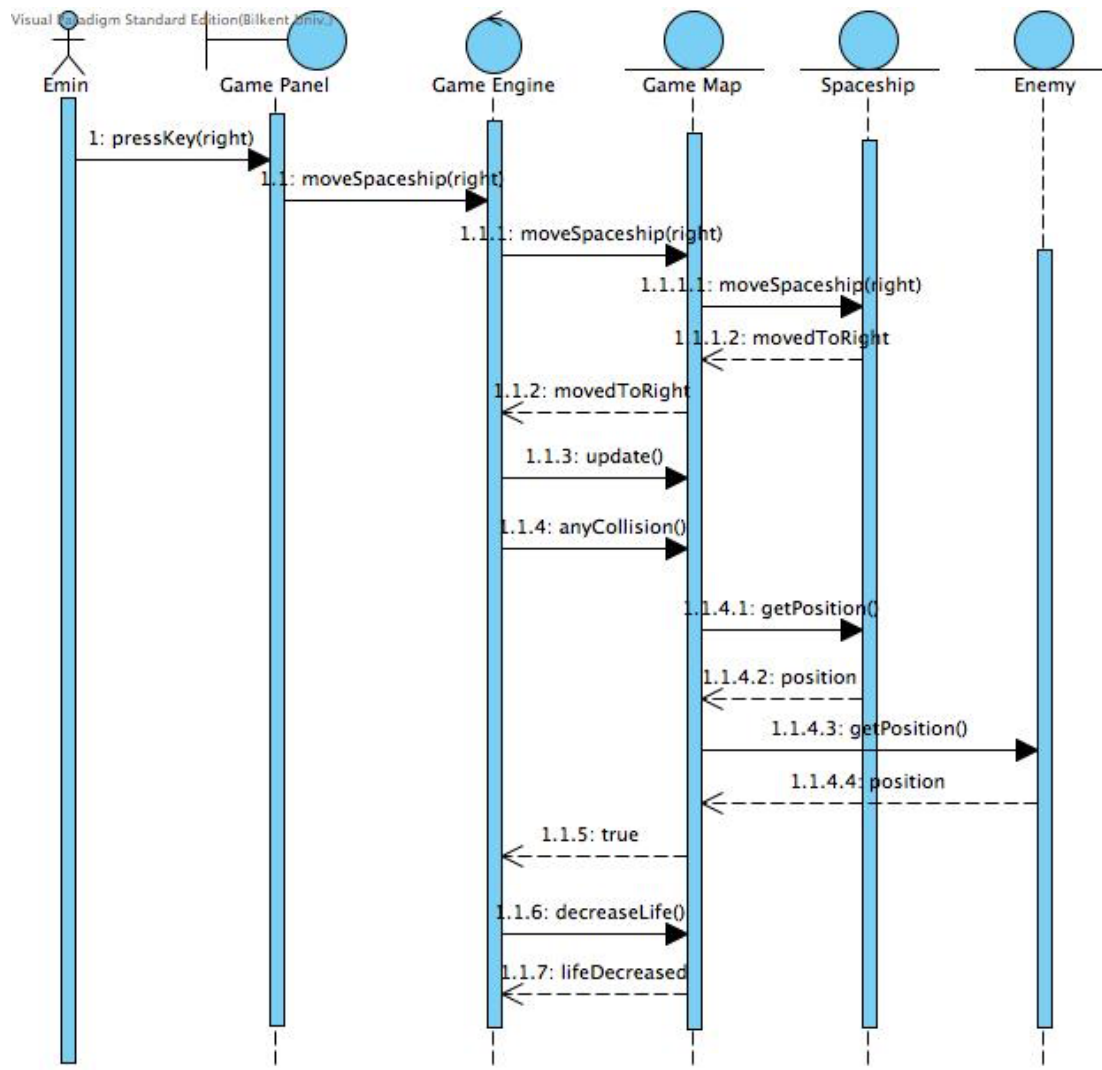 Visual Paradigm Standard Edition(Bilkent Univ.)
Emin
Game Panel
Game Engine
Game Map
Spaceship
Enemy
1: pressKey(right)
1.1: moveSpaceship(right)
1.1.1: moveSpaceship(right)
1.1.1.1: moveSpaceship(right)
1.1.1.2: movedToRight
1.1.2: movedToRight
1.1.3: update()
1.1.4: anyCollision()
1.1.4.1: getPosition()
1.1.4.2: position
1.1.4.3: getPosition()
1.1.4.4: position
1.1.5: true
1.1.6: decreaseLife()
1.1.7: lifeDecreased